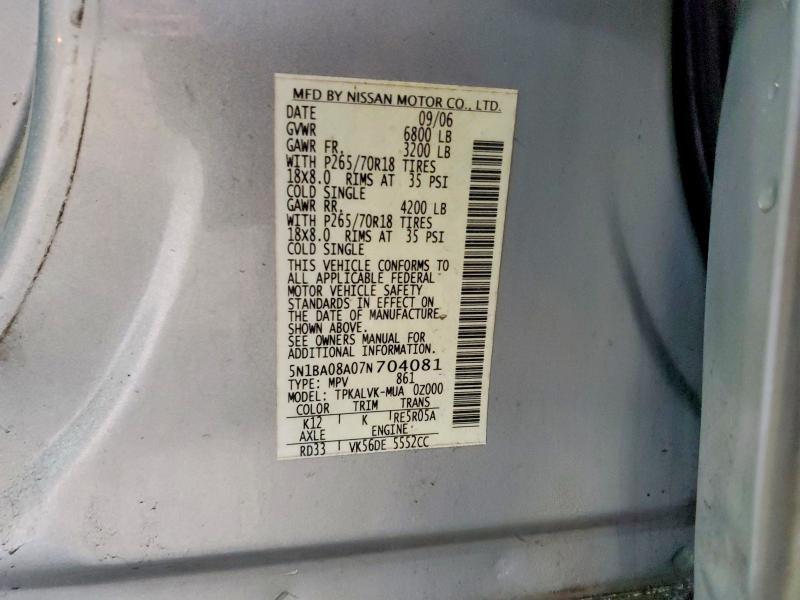 MFD BY NISSAN MOTOR CO., LTD.
DATE 09/06
GVWR 6800 LB
GAWR FR. 3200 LB
WITH P265/70R18 TIRES
18X8.0 RIMS AT 35 PSI
COLD SINGLE
GAWR RR. 4200 LB
WITH P265/70R18 TIRES
18X8.0 RIMS AT 35 PSI
COLD SINGLE
THIS VEHICLE CONFORMS TO
ALL APPLICABLE FEDERAL
MOTOR VEHICLE SAFETY
STANDARDS IN EFFECT ON
THE DATE OF MANUFACTURE
SHOWN ABOVE.
SEE OWNERS MANUAL FOR
ADDITIONAL INFORMATION.
5N1BA08A07N704081
TYPE: MPV 861
MODEL: TPKALVK-MUA 0Z000
COLOR TRIM TRANS
K12 K RE5R05A
AXLE ENGINE
RD33 VK56DE 5552CC